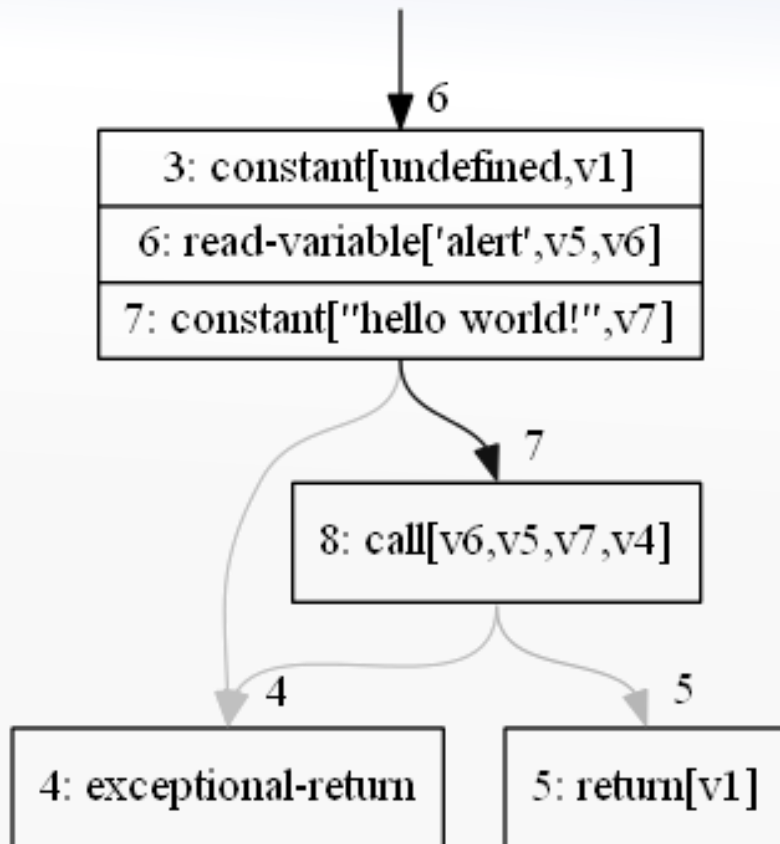 6
3: constant[undefined,v1]
6: read-variable['alert',v5,v6]
7: constant["hello world!",v7]
7
8: call[v6,v5,v7,v4]
4
5
4: exceptional-return
5: return[v1]